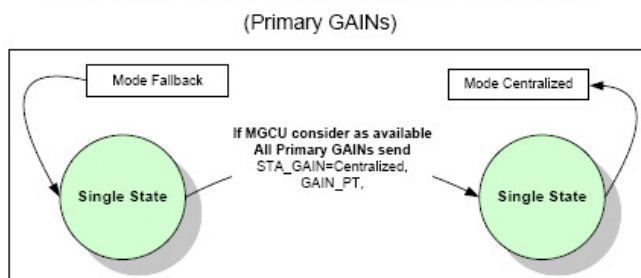 (Primary GAINs)
Mode Fallback
Mode Centralized
If MGCU consider as available
All Primary GAINs send
STA_GAIN=Centralized,
GAIN_PT,
Single State
Single State